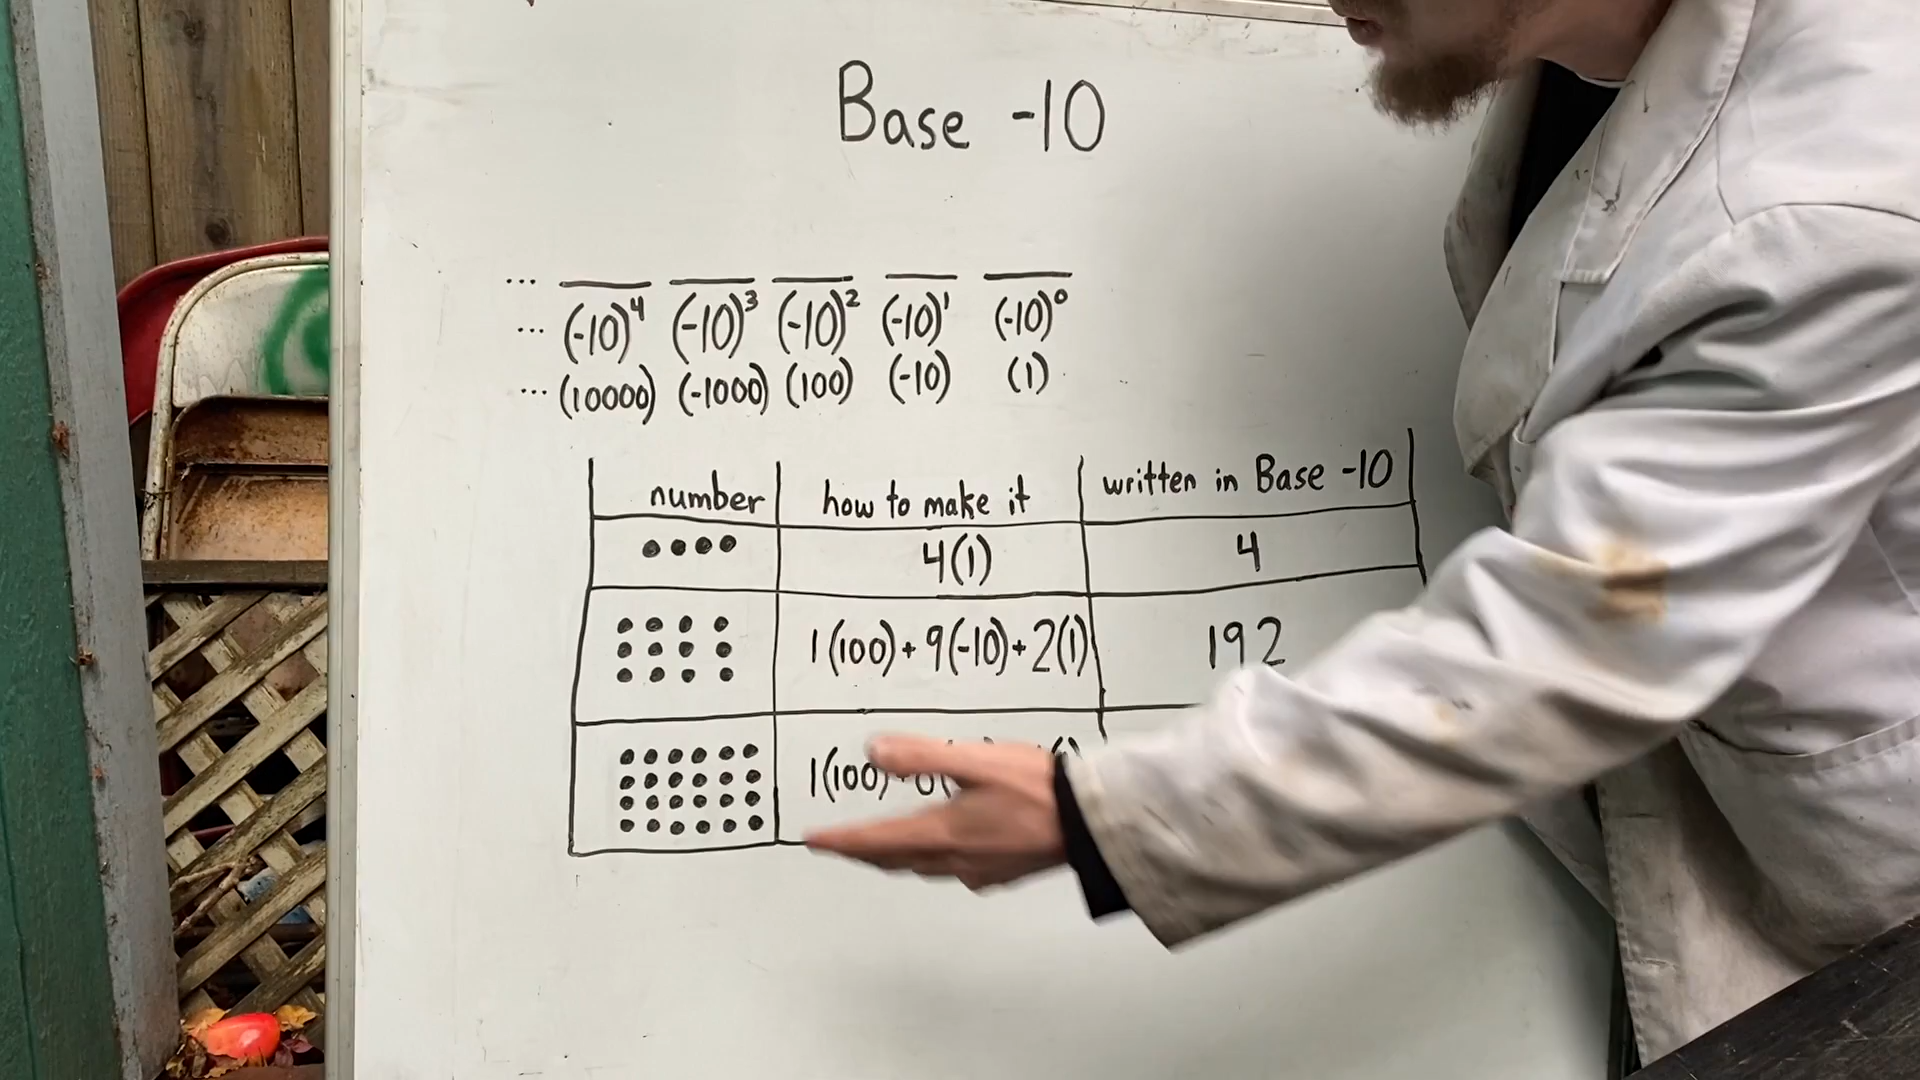 Base -10
... (-10)⁴ (-10)³ (-10)² (-10)¹ (-10)⁰
... (10000) (-1000) (100) (-10) (1)
number how to make it written in Base -10
4(1) 4
1(100) + 9(-10) + 2(1) 192
1(100)